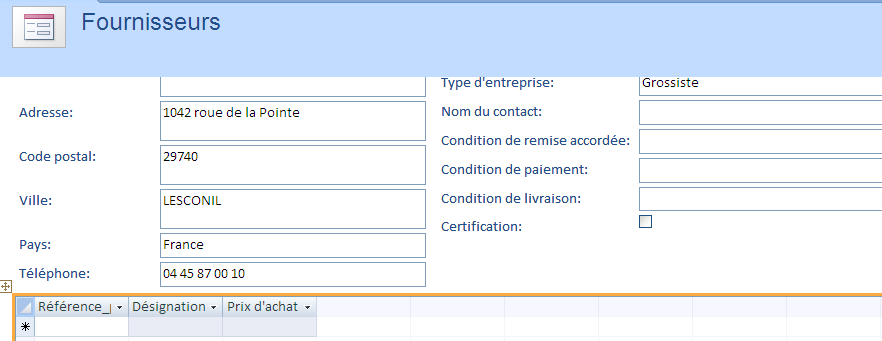 Fournisseurs
Type d'entreprise: Grossiste
Adresse: 1042 roue de la Pointe
Nom du contact:
Condition de remise accordée:
Code postal: 29740
Condition de paiement:
Ville: LESCONIL
Condition de livraison:
Certification:
Pays: France
Téléphone: 04 45 87 00 10
Référence_ Désignation Prix d'achat